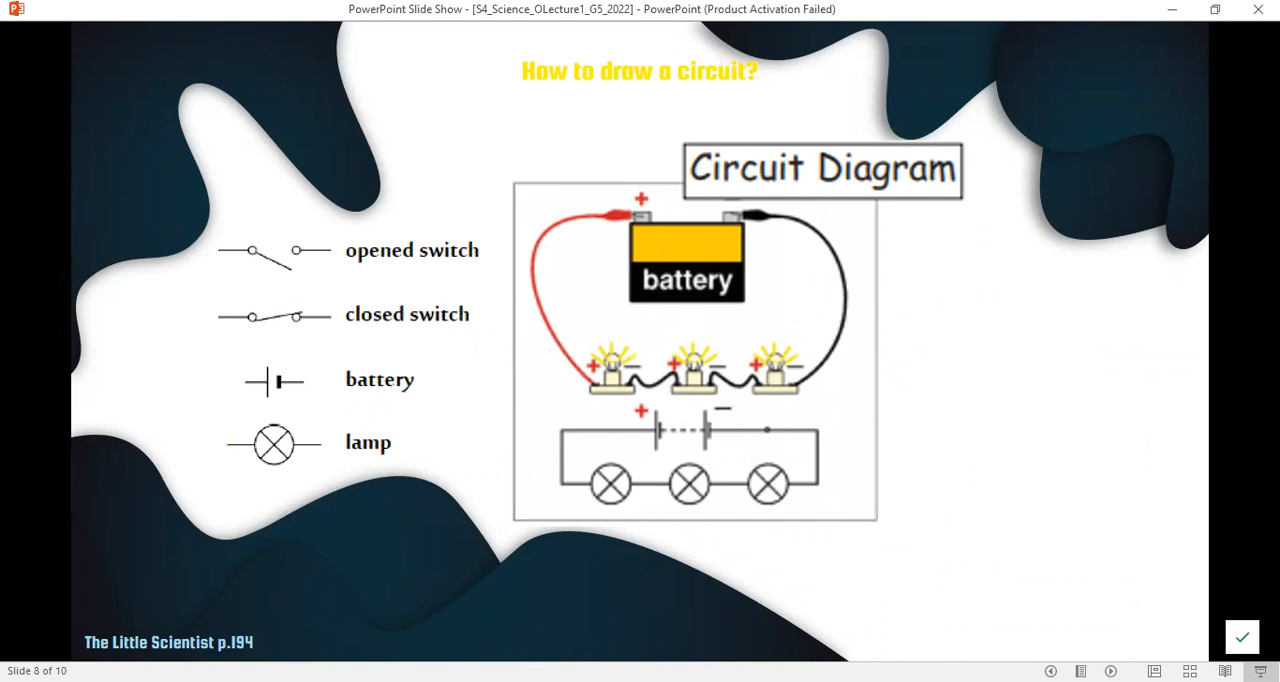 PowerPoint Slide Show - [S4_Science_OLecture1_G5_2022] - PowerPoint (Product Activation Failed)
How to draw a circuit?
Circuit Diagram
+
battery
opened switch
closed switch
battery
lamp
+ − + − + −
+ −
The Little Scientist p.194
Slide 8 of 10